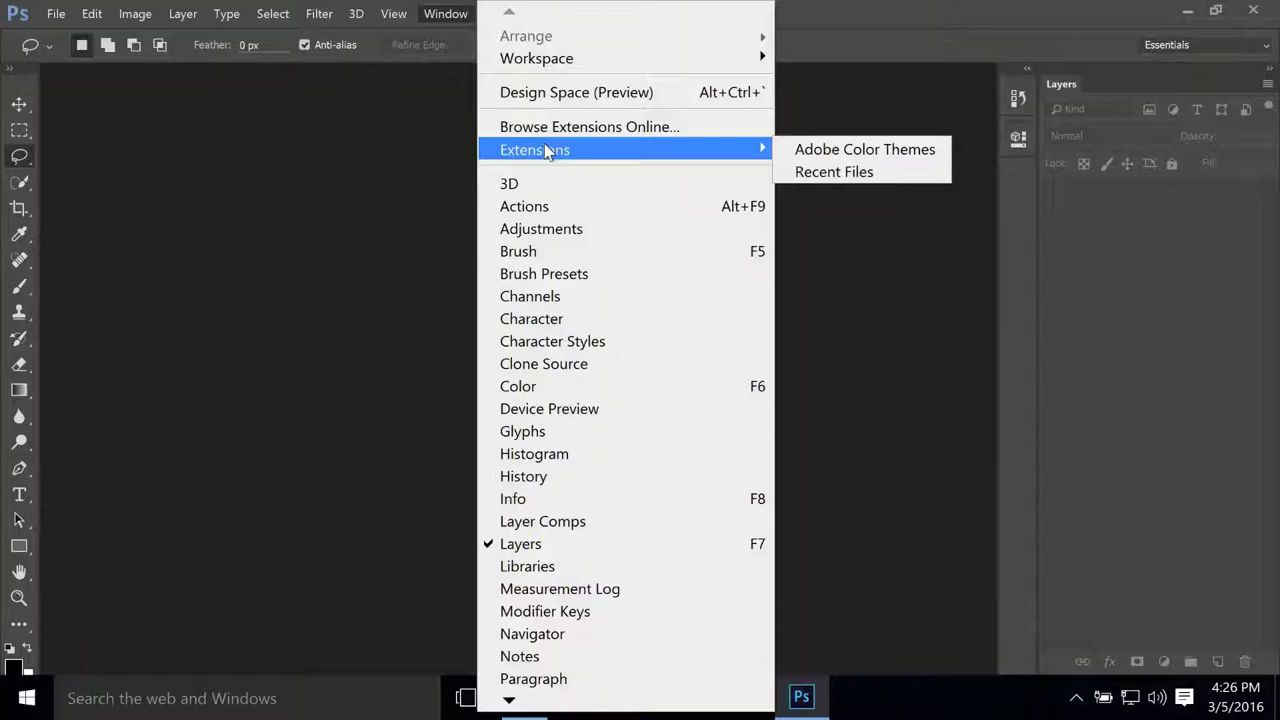 Ps File Edit Image Layer Type Select Filter 3D View Window
Feather: 0 px Anti-alias Refine Edge... Essentials
Arrange
Workspace
Design Space (Preview) Alt+Ctrl+`
Browse Extensions Online...
Extensions
Adobe Color Themes
Recent Files
3D
Actions Alt+F9
Adjustments
Brush F5
Brush Presets
Channels
Character
Character Styles
Clone Source
Color F6
Device Preview
Glyphs
Histogram
History
Info F8
Layer Comps
Layers F7
Libraries
Measurement Log
Modifier Keys
Navigator
Notes
Paragraph
Layers
Kind
Normal Opacity:
Lock: Fill
fx
Search the web and Windows
Ps
4:26 PM
3/5/2016